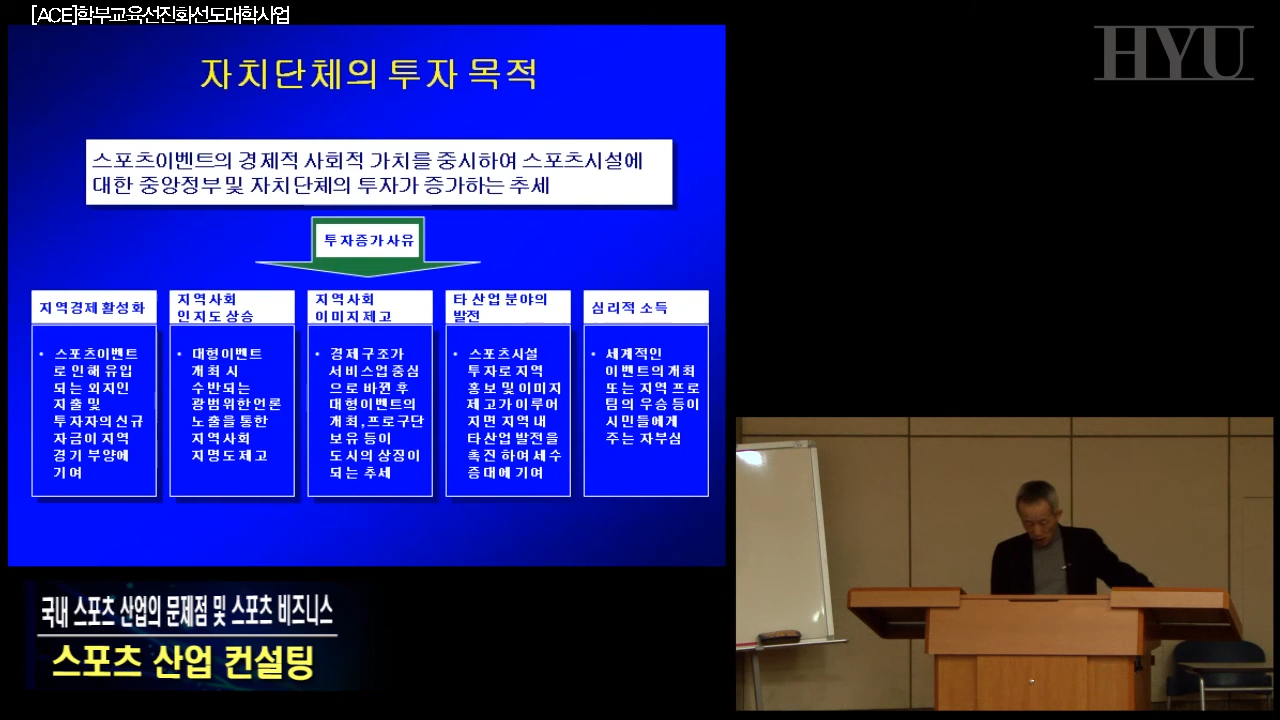 [ACE]학부교육선진화선도대학사업
HYU
자치단체의 투자 목적
스포츠이벤트의 경제적 사회적 가치를 중시하여 스포츠시설에
대한 중앙정부 및 자치단체의 투자가 증가하는 추세
투자증가사유
지역경제 활성화
• 스포츠이벤트
로 인해 유입
되는 외지인
지출 및
투자자의 신규
자금이 지역
경기 부양에
기여
지역사회
인지도 상승
• 대형이벤트
개최 시
수반되는
광범위한 언론
노출을 통한
지역사회
지명도 제고
지역사회
이미지 제고
• 경제구조가
서비스업 중심
으로 바뀐 후
대형이벤트의
개최,프로구단
보유 등이
도시의 상징이
되는 추세
타 산업 분야의
발전
• 스포츠시설
투자로 지역
홍보 및 이미지
제고가 이루어
지면 지역 내
타산업 발전을
촉진 하여 세수
증대에 기여
심리적 소득
• 세계적인
이벤트의 개최
또는 지역 프로
팀의 우승 등이
시민들에게
주는 자부심
국내 스포츠 산업의 문제점 및 스포츠 비즈니스
스포츠 산업 컨설팅